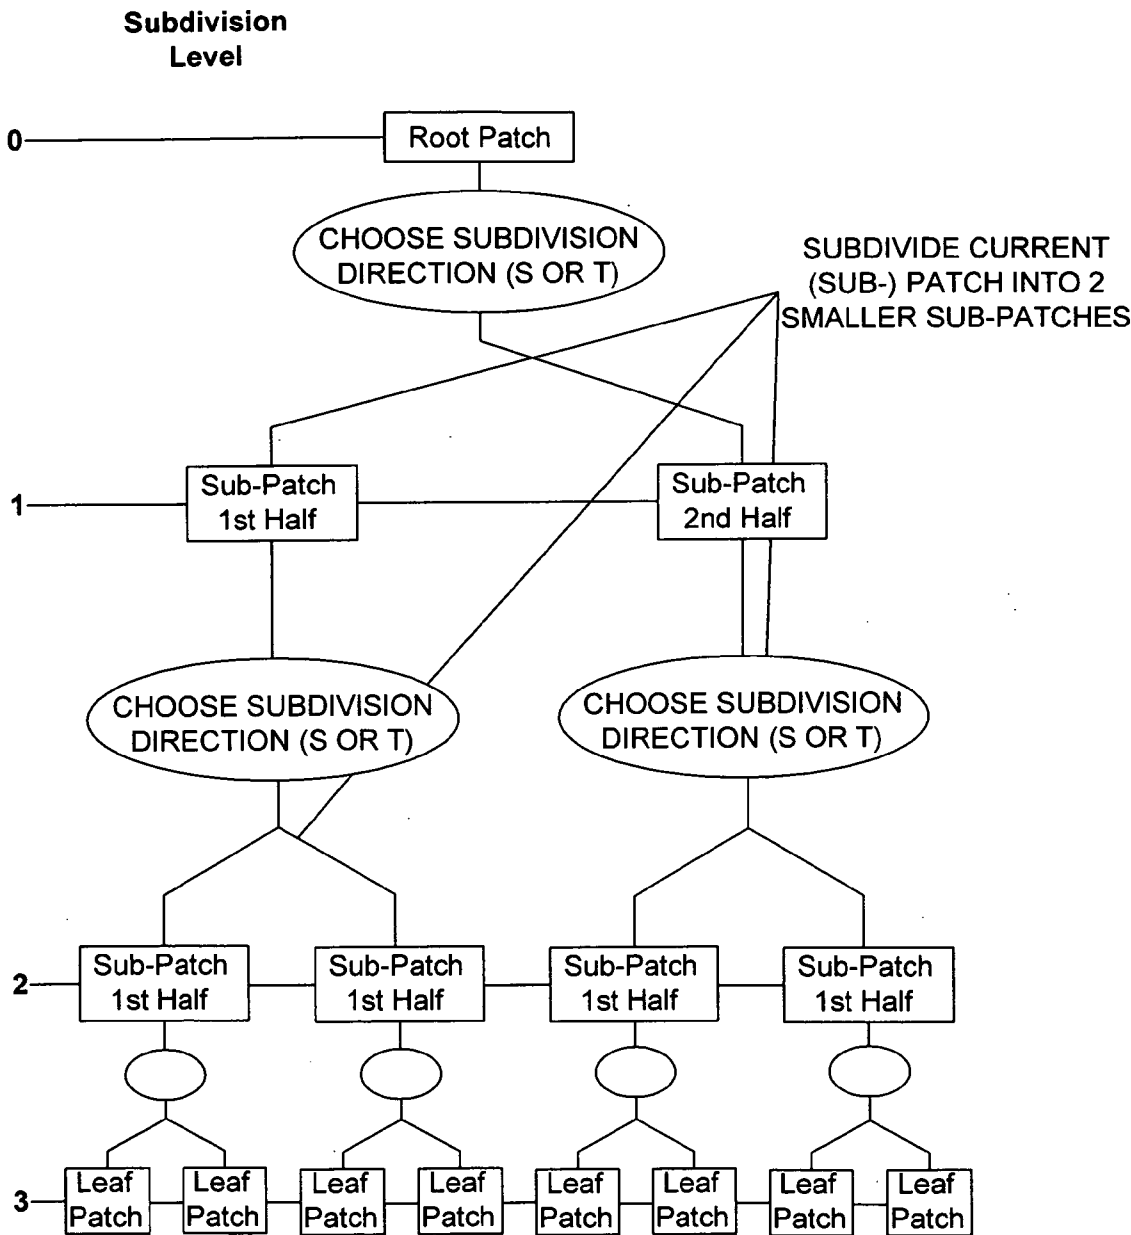 Subdivision
Level
0
Root Patch
CHOOSE SUBDIVISION
DIRECTION (S OR T)
SUBDIVIDE CURRENT
(SUB-) PATCH INTO 2
SMALLER SUB-PATCHES
1
Sub-Patch
1st Half
Sub-Patch
2nd Half
CHOOSE SUBDIVISION
DIRECTION (S OR T)
CHOOSE SUBDIVISION
DIRECTION (S OR T)
2
Sub-Patch
1st Half
Sub-Patch
1st Half
Sub-Patch
1st Half
Sub-Patch
1st Half
3
Leaf
Patch
Leaf
Patch
Leaf
Patch
Leaf
Patch
Leaf
Patch
Leaf
Patch
Leaf
Patch
Leaf
Patch